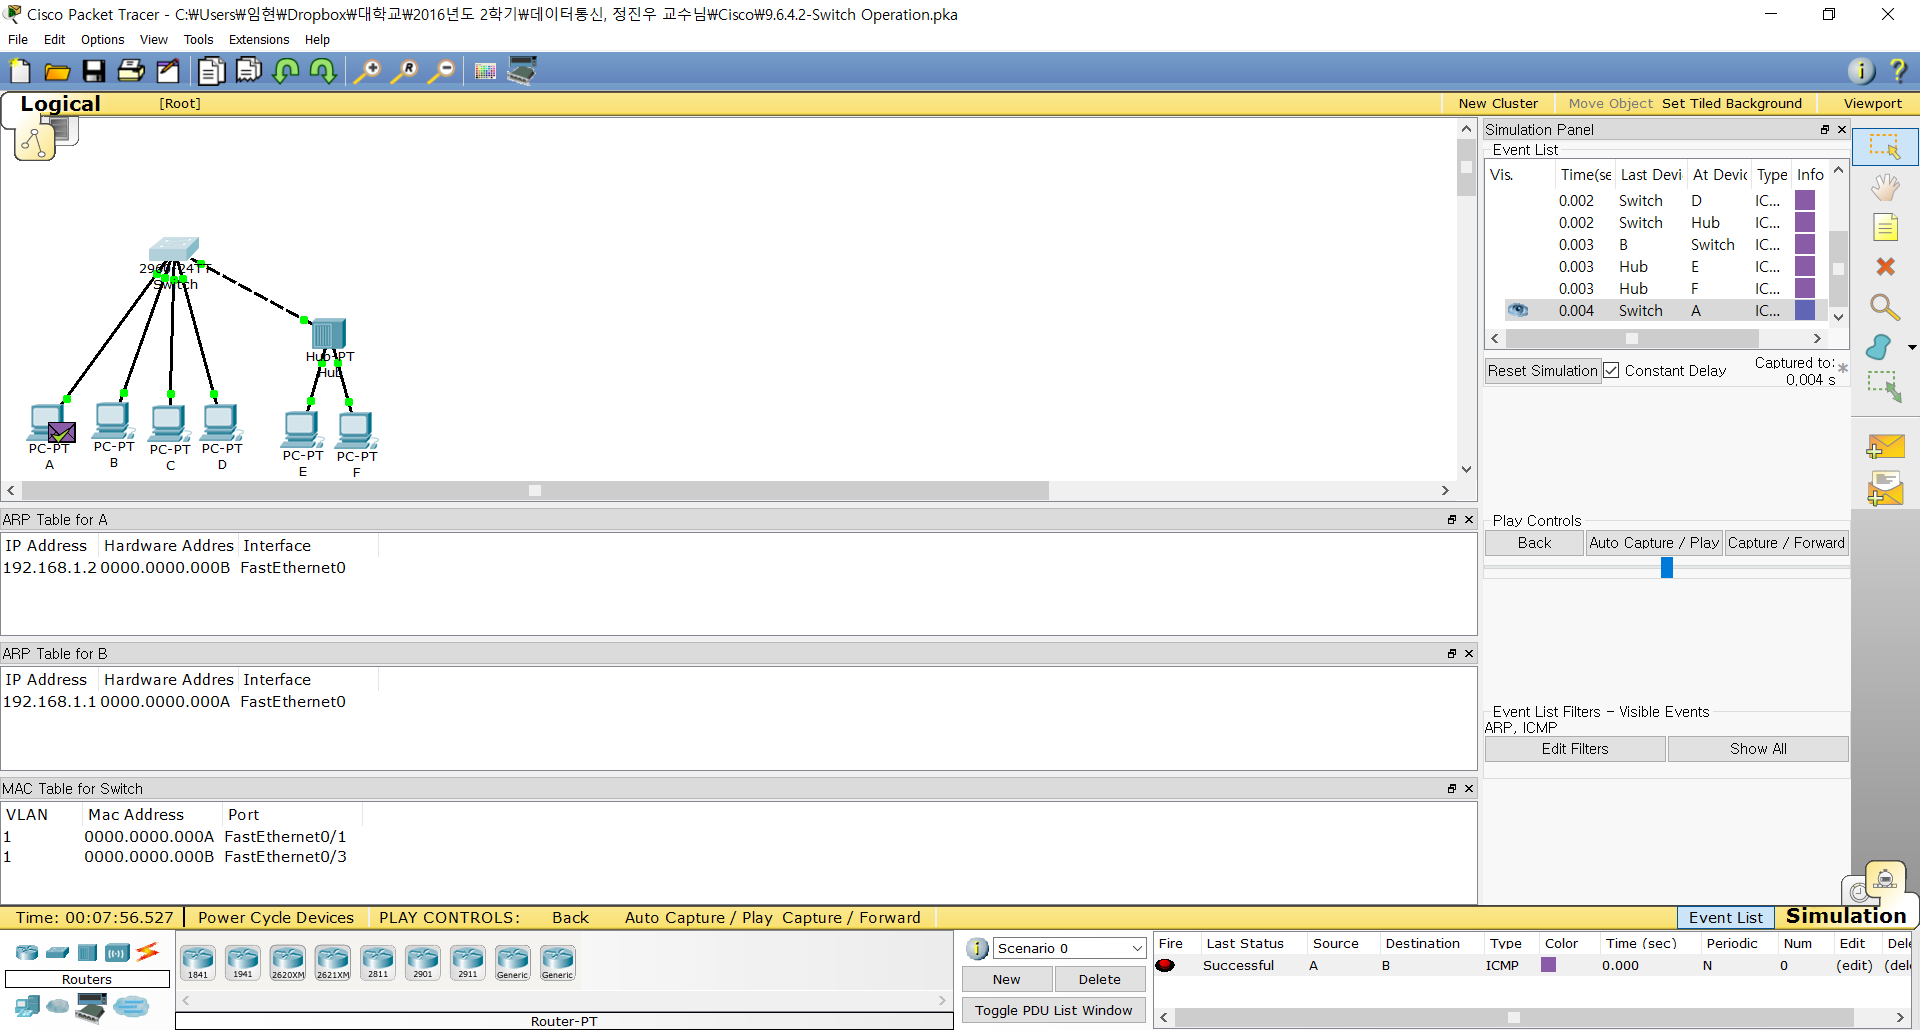 Cisco Packet Tracer - C:₩Users₩임현₩Dropbox₩대학교₩2016년도 2학기₩데이터통신, 정진우 교수님₩Cisco₩9.6.4.2-Switch Operation.pka
File Edit Options View Tools Extensions Help
Logical [Root] New Cluster Move Object Set Tiled Background Viewport
2960-24TT
Switch
Hub-PT
Hub
PC-PT
A
PC-PT
B
PC-PT
C
PC-PT
D
PC-PT
E
PC-PT
F
Simulation Panel
Event List
Vis. Time(se Last Devi At Devic Type Info
0.002 Switch D IC...
0.002 Switch Hub IC...
0.003 B Switch IC...
0.003 Hub E IC...
0.003 Hub F IC...
0.004 Switch A IC...
Reset Simulation Constant Delay Captured to:
0.004 s
Play Controls
Back Auto Capture / Play Capture / Forward
Event List Filters - Visible Events
ARP, ICMP
Edit Filters Show All
ARP Table for A
IP Address Hardware Addres Interface
192.168.1.2 0000.0000.000B FastEthernet0
ARP Table for B
IP Address Hardware Addres Interface
192.168.1.1 0000.0000.000A FastEthernet0
MAC Table for Switch
VLAN Mac Address Port
1 0000.0000.000A FastEthernet0/1
1 0000.0000.000B FastEthernet0/3
Time: 00:07:56.527 Power Cycle Devices PLAY CONTROLS: Back Auto Capture / Play Capture / Forward Event List Simulation
Routers
1841 1941 2620XM 2621XM 2811 2901 2911 Generic Generic
Router-PT
Scenario 0
New Delete
Toggle PDU List Window
Fire Last Status Source Destination Type Color Time (sec) Periodic Num Edit Dele
Successful A B ICMP 0.000 N 0 (edit) (del